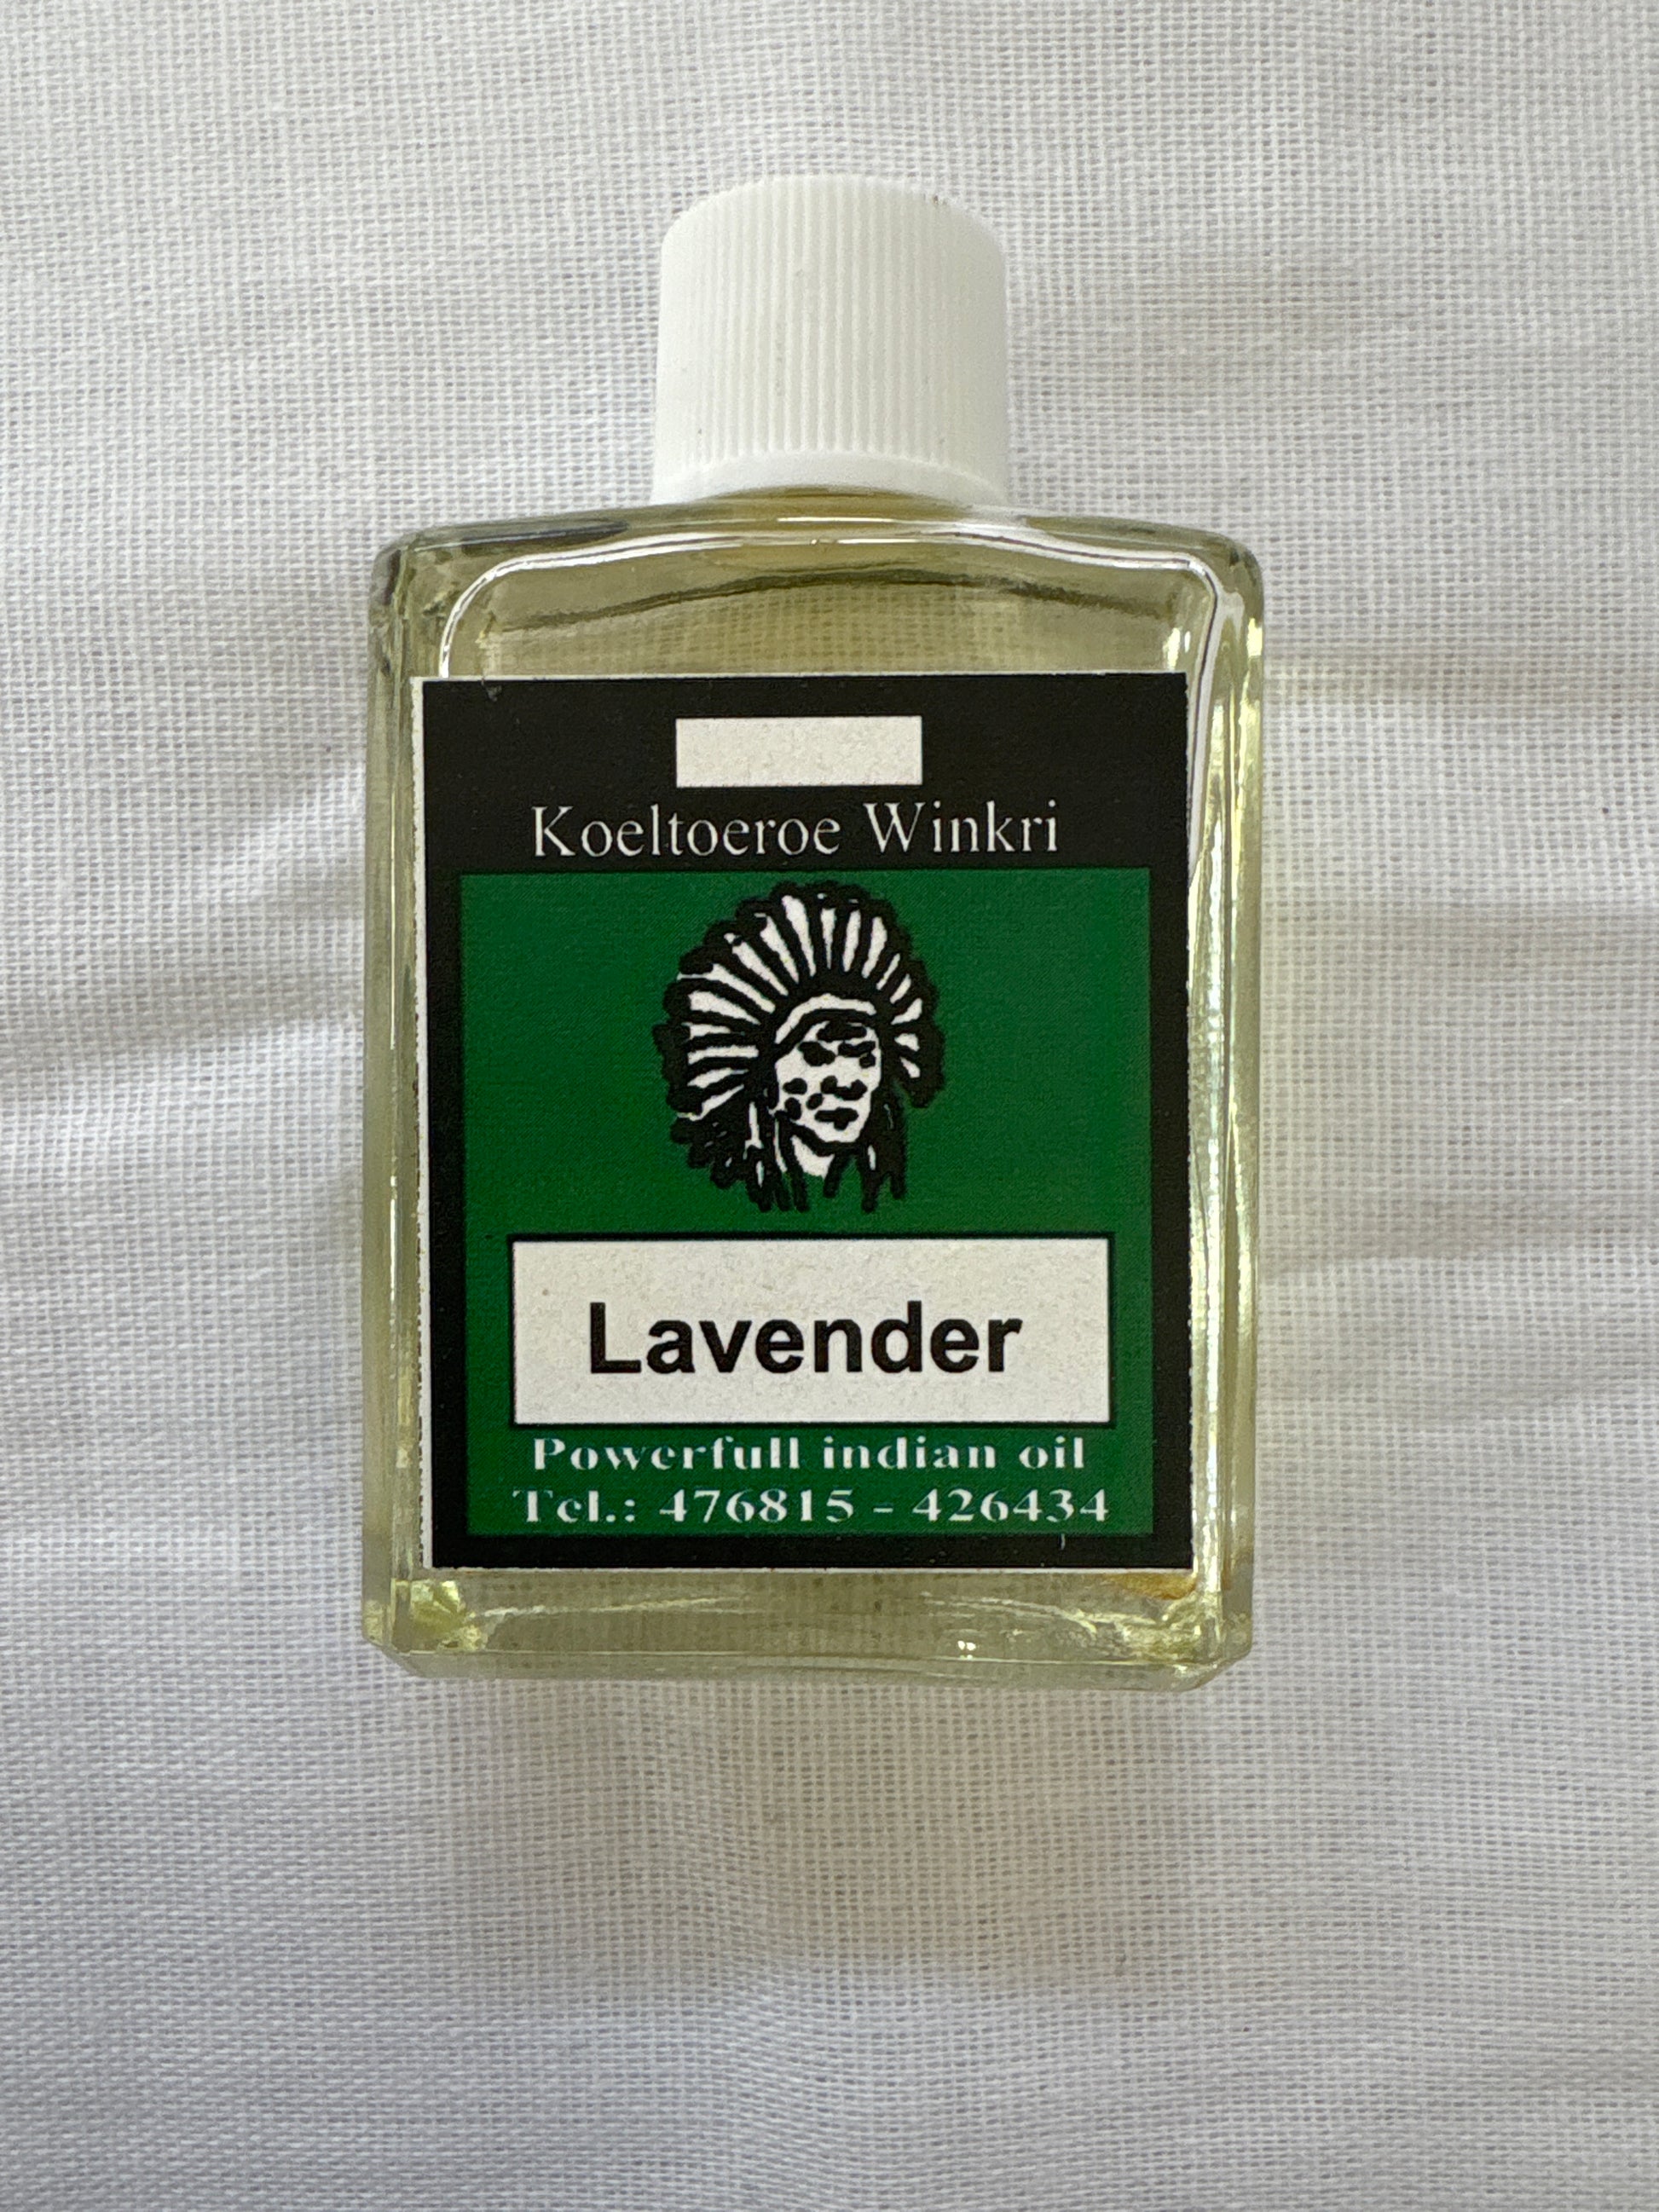 Koeltoeroe Winkri
Lavender
Powerfull indian oil
Tel.: 476815 - 426434